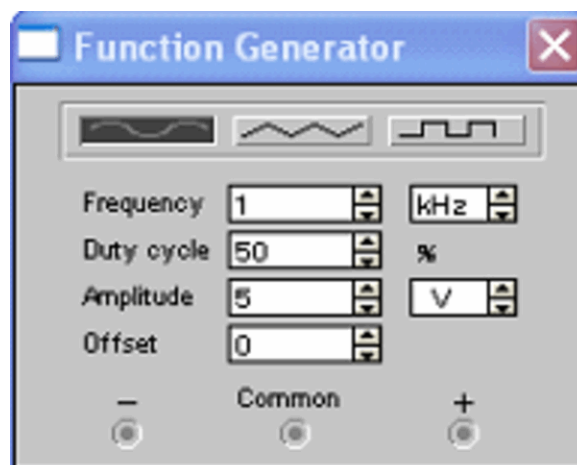 Function Generator
Frequency 1 kHz
Duty cycle 50 %
Amplitude 5 V
Offset 0
− Common +